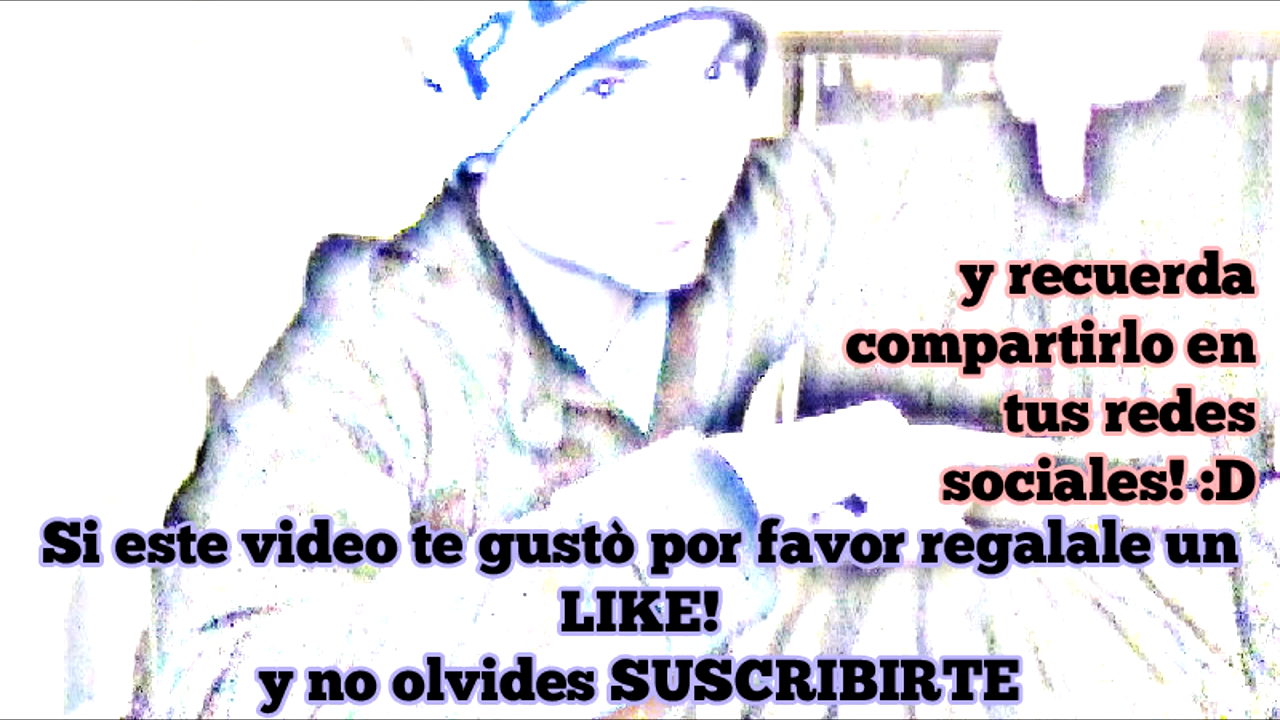 y recuerda
compartirlo en
tus redes
sociales! :D
Si este video te gustò por favor regalale un
LIKE!
y no olvides SUSCRIBIRTE